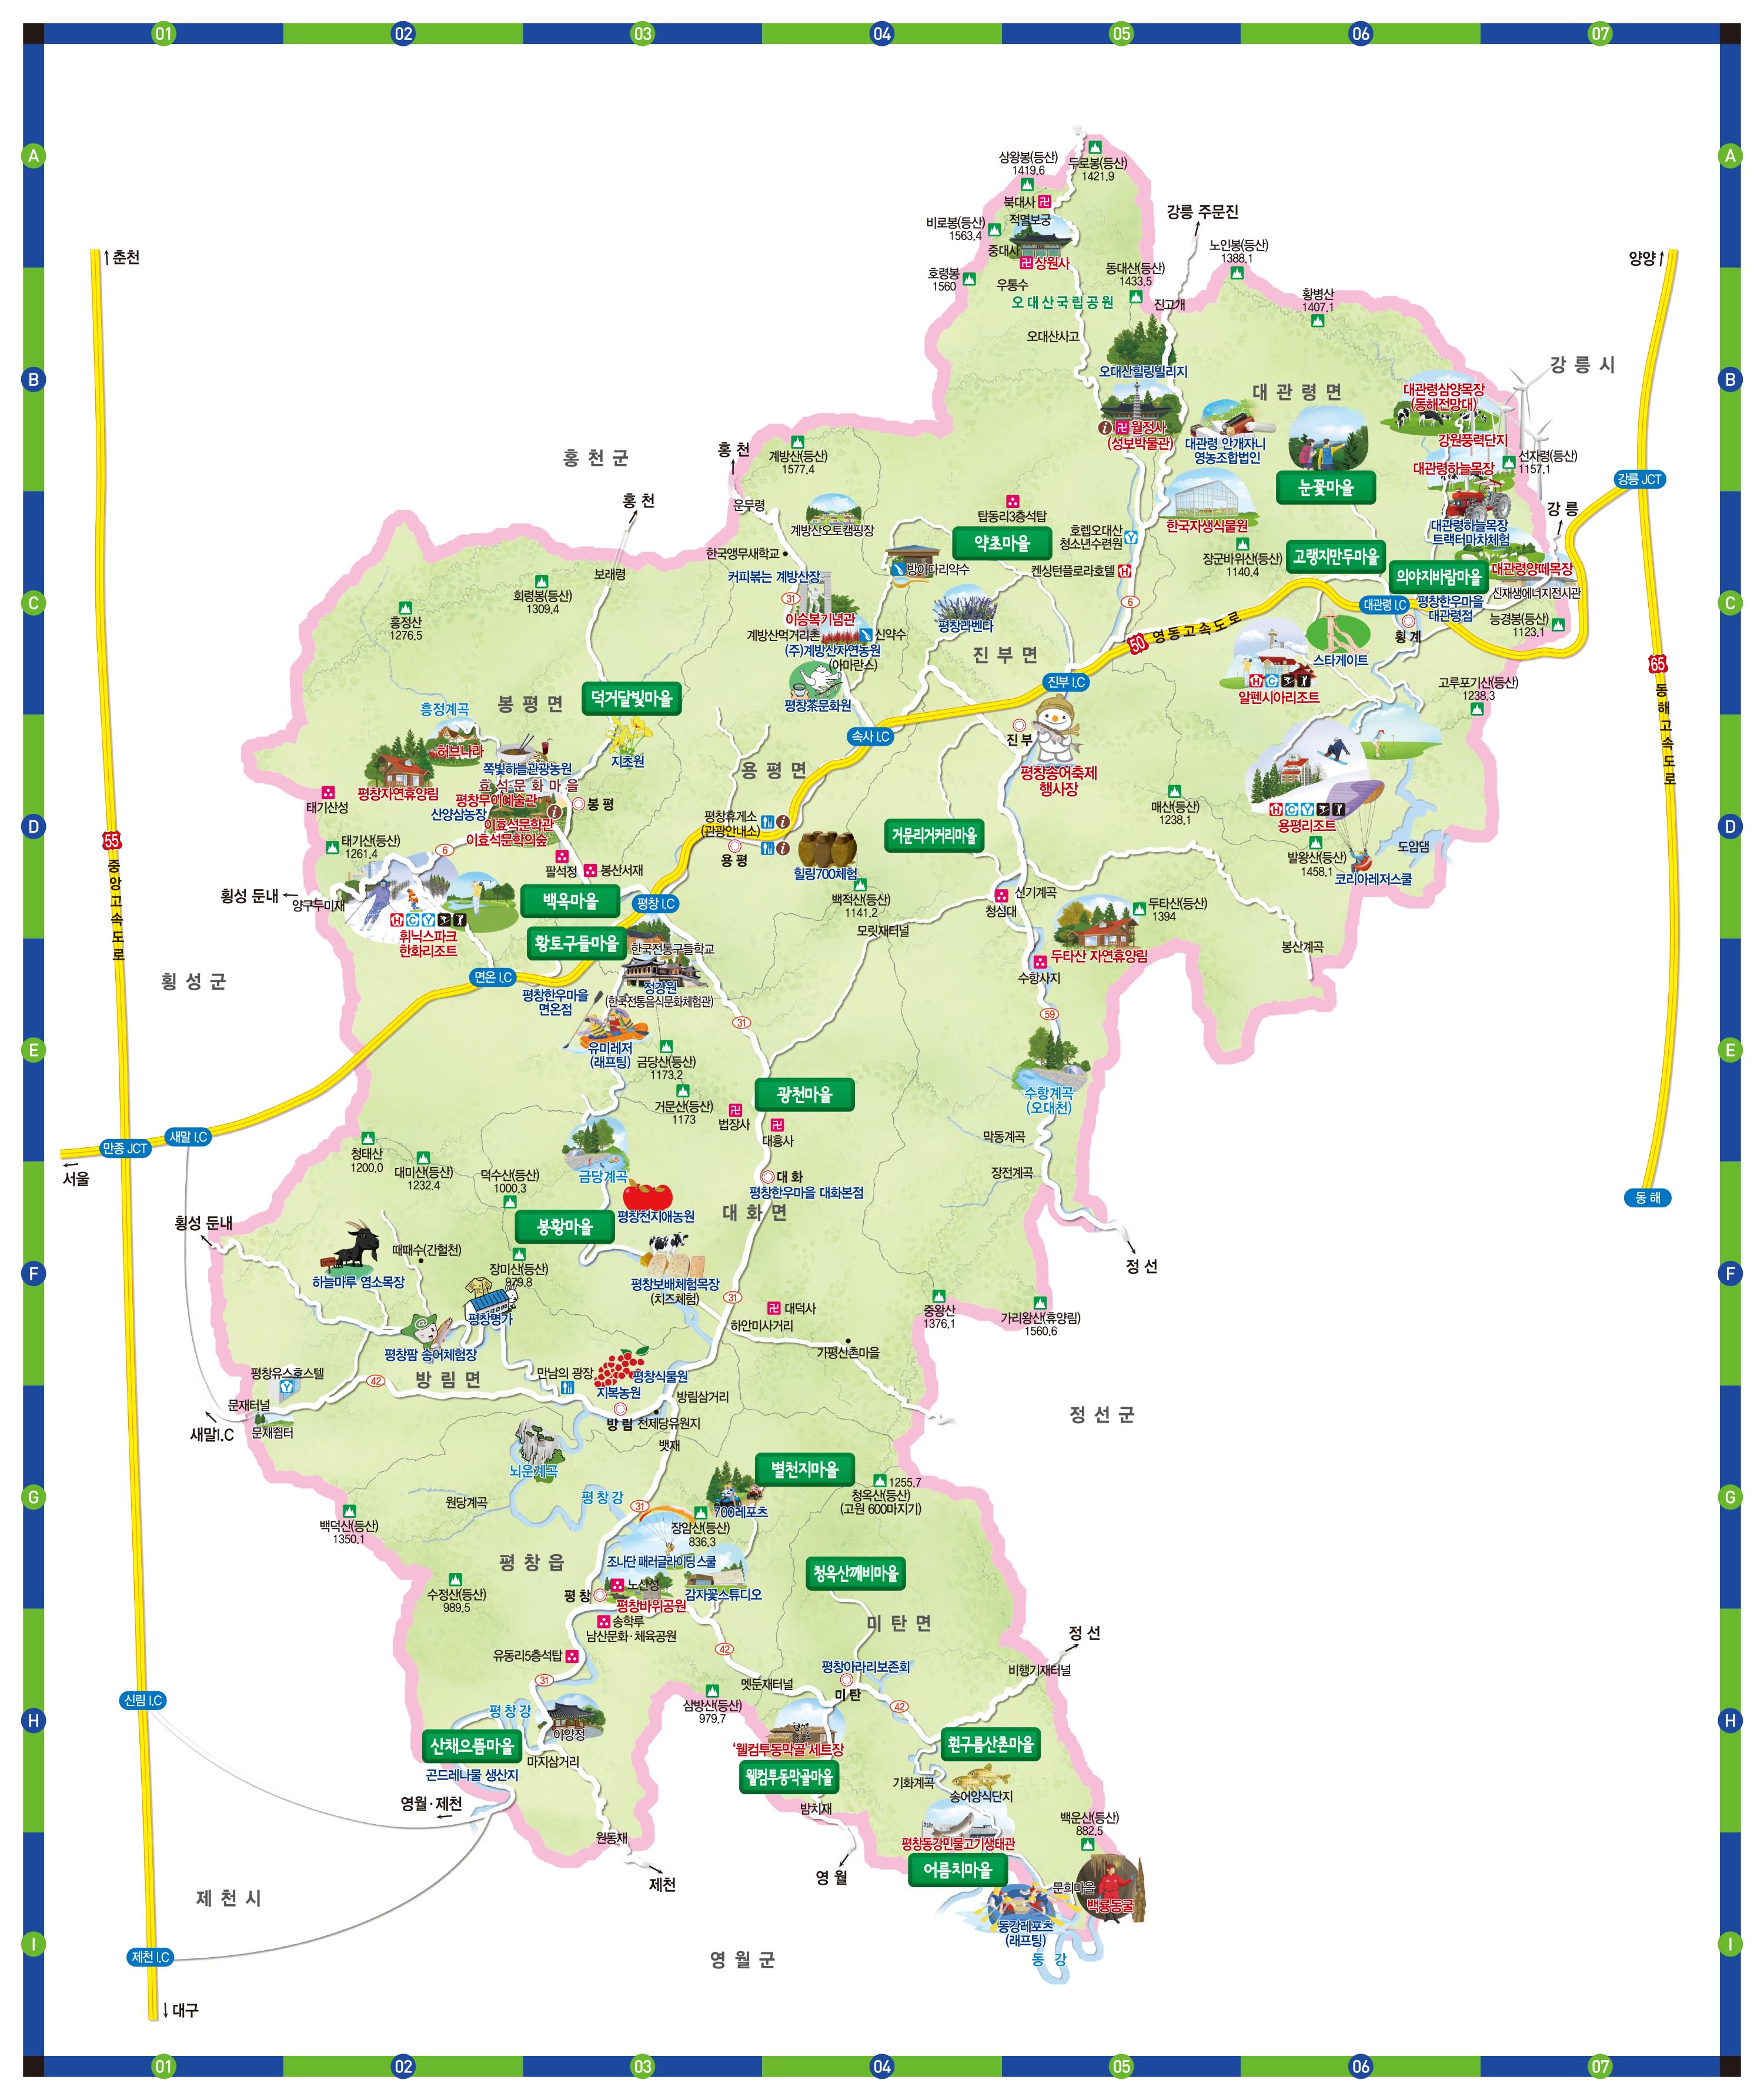 01 02 03 04 05 06 07
A
상왕봉(등산)
1419.6
두로봉(등산)
1421.9
북대사
적멸보궁
비로봉(등산)
1563.4
중대사
상원사
강릉 주문진
노인봉(등산)
1388.1
↑춘천
양양↑
호령봉
1560
우통수
동대산(등산)
1433.5
진고개
황병산
1407.1
오대산국립공원
오대산사고
B
오대산힐링빌리지
대관령면
강릉시
월정사
(성보박물관)
대관령 안개자니
영농조합법인
대관령삼양목장
(동해전망대)
강원풍력단지
대관령하늘목장
선자령(등산)
1157.1
강릉 JCT
눈꽃마을
홍천군
홍천
계방산(등산)
1577.4
홍천
운두령
계방산오토캠핑장
탑동리3층석탑
호렙오대산
청소년수련원
약초마을
한국자생식물원
장군바위산(등산)
1140.4
고랭지만두마을
대관령하늘목장
트랙터마차체험
강릉
의야지바람마을
대관령양떼목장
신재생에너지전시관
한국앵무새학교
커피볶는 계방산장
방아다리약수
켄싱턴플로라호텔
보래령
회령봉(등산)
1309.4
C
흥정산
1276.5
31
이승복기념관
계방산먹거리촌
신약수
(주)계방산자연농원
(아마란스)
평창라벤다
6
50 영동고속도로
대관령 I.C
평창한우마을
대관령점
횡계
능경봉(등산)
1123.1
진부면
스타게이트
알펜시아리조트
고루포기산(등산)
1238.3
65 동해고속도로
진부 I.C
평창茶문화원
속사 I.C
진부
평창송어축제
행사장
덕거달빛마을
봉평면
흥정계곡
허브나라
평창자연휴양림
쪽빛하늘관광농원
효석문화마을
평창무이예술관
산양삼농장
이효석문학관
이효석문학의숲
지초원
봉평
용평면
D
태기산성
태기산(등산)
1261.4
6
팔석정
봉산서재
평창휴게소
(관광안내소)
용평
힐링700체험
거문리거커리마을
매산(등산)
1238.1
용평리조트
발왕산(등산)
1458.1
도암댐
코리아레저스쿨
55 중앙고속도로
횡성 둔내
양구두미재
휘닉스파크
한화리조트
백옥마을
평창 I.C
백적산(등산)
1141.2
모릿재터널
신기계곡
청심대
두타산(등산)
1394
두타산 자연휴양림
수항사지
봉산계곡
황토구들마을
한국전통구들학교
정강원
(한국전통음식문화체험관)
면온 I.C
평창한우마을
면온점
횡성군
E
유미레저
(래프팅)
금당산(등산)
1173.2
31
59
거문산(등산)
1173
광천마을
법장사
대흥사
수항계곡
(오대천)
막동계곡
장전계곡
만종 JCT
새말 I.C
서울
청태산
1200.0
대미산(등산)
1232.4
덕수산(등산)
1000.3
금당계곡
대화
평창한우마을 대화본점
대화면
동해
정선
봉황마을
평창천지애농원
횡성 둔내
F
하늘마루 염소목장
때때수(간헐천)
장미산(등산)
879.8
평창명가
평창보배체험목장
(치즈체험)
31
대덕사
하안미사거리
가평산촌마을
중왕산
1376.1
가리왕산(휴양림)
1560.6
평창팜 송어체험장
방림면
42
평창유스호스텔
문재터널
문재쉼터
새말I.C
만남의 광장
지복농원
평창식물원
방림
방림삼거리
천제당유원지
뱃재
정선군
G
뇌운계곡
원당계곡
평창강
31
별천지마을
700레포츠
1255.7
청옥산(등산)
(고원 600마지기)
장암산(등산)
836.3
백덕산(등산)
1350.1
평창읍
조나단 패러글라이딩스쿨
감자꽃스튜디오
청옥산깨비마을
수정산(등산)
989.5
평창
노산성
평창바위공원
송학루
남산문화·체육공원
미탄면
유동리5층석탑
42
평창아라리보존회
미탄
멧둔재터널
비행기재터널
정선
H
신림 I.C
31
평창강
아양정
삼방산(등산)
979.7
42
산채으뜸마을
곤드레나물 생산지
마지삼거리
'웰컴투동막골'세트장
웰컴투동막골마을
밤치재
흰구름산촌마을
기화계곡
송어양식단지
영월·제천
원동재
제천
영월
평창동강민물고기생태관
어름치마을
백운산(등산)
882.5
문희마을
백룡동굴
동강레포츠
(래프팅)
동강
제천시
영월군
I
제천 I.C
↓대구
01 02 03 04 05 06 07